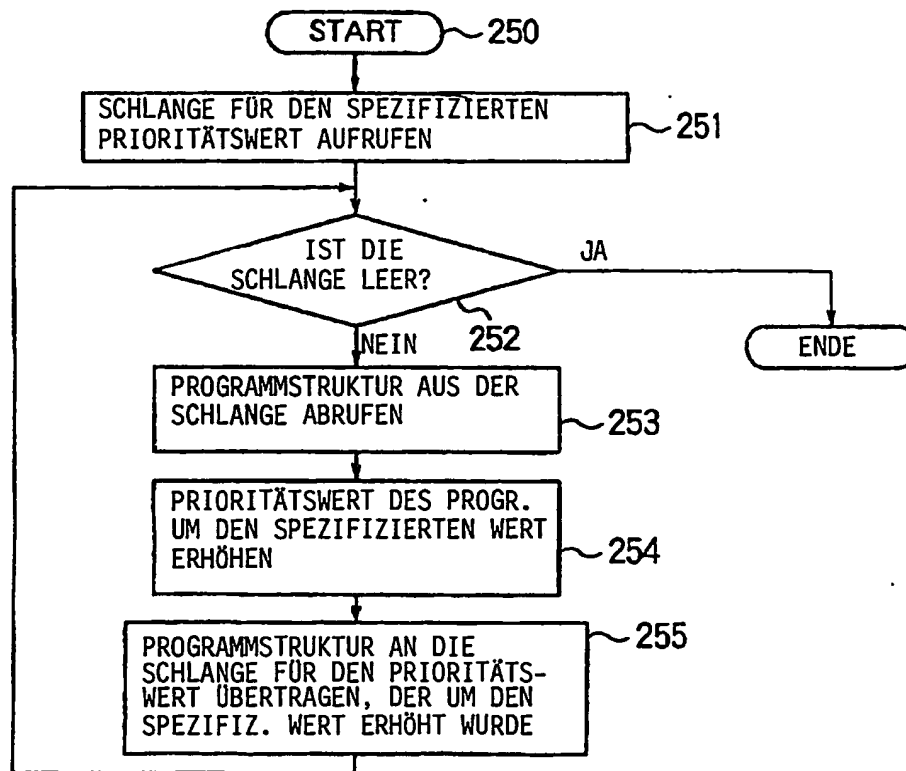 START
250
SCHLANGE FÜR DEN SPEZIFIZIERTEN
PRIORITÄTSWERT AUFRUFEN
251
IST DIE
SCHLANGE LEER?
JA
252
NEIN
ENDE
PROGRAMMSTRUKTUR AUS DER
SCHLANGE ABRUFEN
253
PRIORITÄTSWERT DES PROGR.
UM DEN SPEZIFIZIERTEN WERT
ERHÖHEN
254
PROGRAMMSTRUKTUR AN DIE
SCHLANGE FÜR DEN PRIORITÄTS-
WERT ÜBERTRAGEN, DER UM DEN
SPEZIFIZ. WERT ERHÖHT WURDE
255